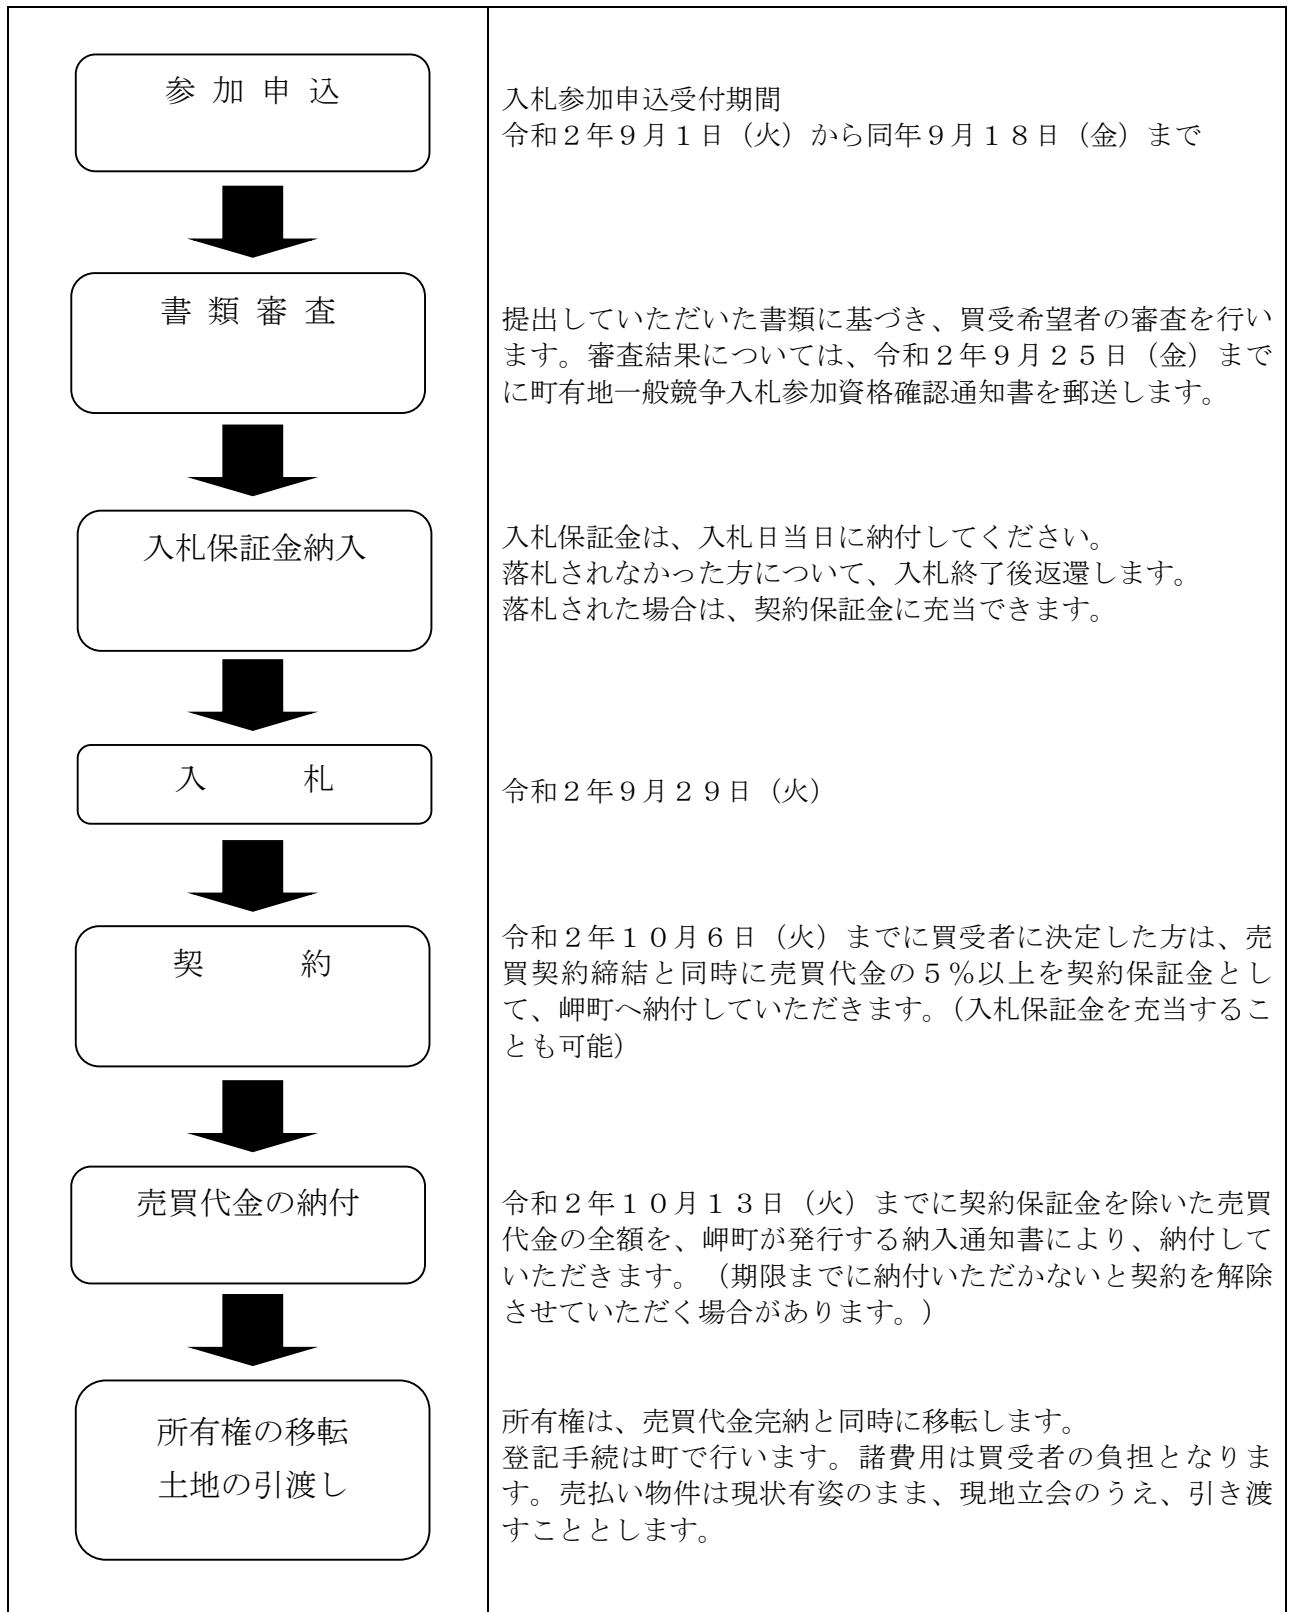 参 加 申 込
入札参加申込受付期間
令和２年９月１日（火）から同年９月１８日（金）まで
書 類 審 査
提出していただいた書類に基づき、買受希望者の審査を行い
ます。審査結果については、令和２年９月２５日（金）まで
に町有地一般競争入札参加資格確認通知書を郵送します。
入札保証金納入
入札保証金は、入札日当日に納付してください。
落札されなかった方について、入札終了後返還します。
落札された場合は、契約保証金に充当できます。
入　　　札
令和２年９月２９日（火）
契　　　約
令和２年１０月６日（火）までに買受者に決定した方は、売
買契約締結と同時に売買代金の５％以上を契約保証金とし
て、岬町へ納付していただきます。（入札保証金を充当するこ
とも可能）
売買代金の納付
令和２年１０月１３日（火）までに契約保証金を除いた売買
代金の全額を、岬町が発行する納入通知書により、納付して
いただきます。（期限までに納付いただかないと契約を解除
させていただく場合があります。）
所有権の移転
土地の引渡し
所有権は、売買代金完納と同時に移転します。
登記手続は町で行います。諸費用は買受者の負担となりま
す。売払い物件は現状有姿のまま、現地立会のうえ、引き渡
すこととします。